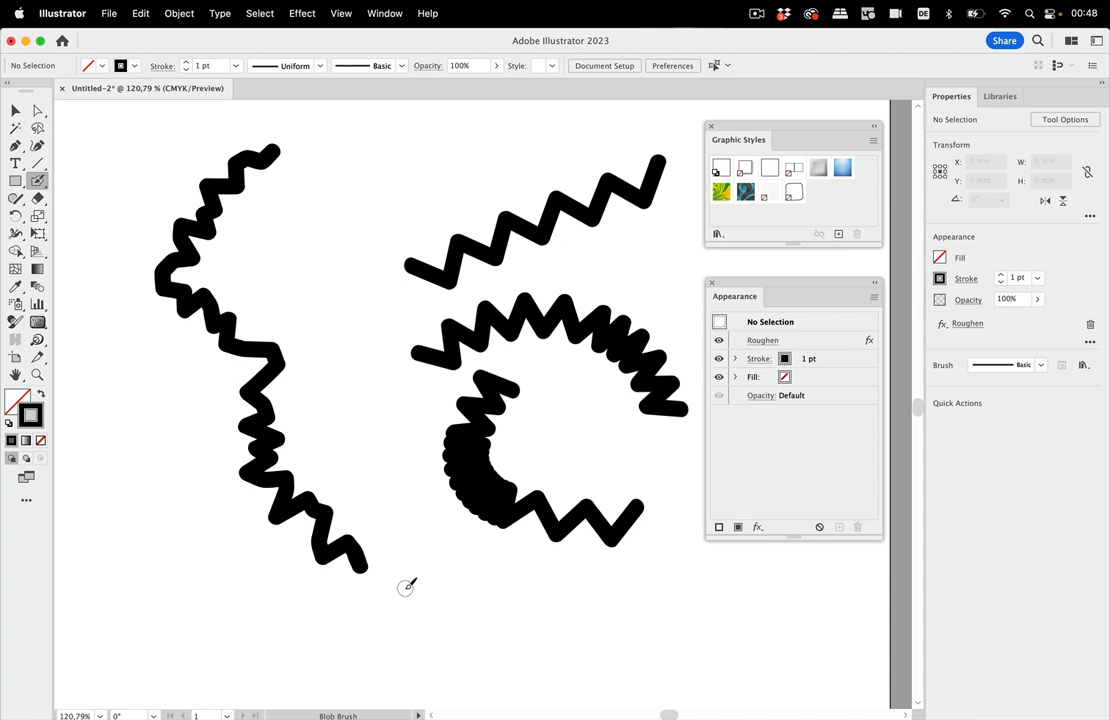 Illustrator File Edit Object Type Select Effect View Window Help DE 00:48
Adobe Illustrator 2023 Share
No Selection Stroke: 1 pt Uniform Basic Opacity: 100% Style: Document Setup Preferences
Untitled-2* @ 120,79 % (CMYK/Preview)
Properties Libraries
No Selection Tool Options
Transform
X: 0 mm W: 0 mm
Y: 0 mm H: 0 mm
0°
Appearance
Fill
Stroke 1 pt
Opacity 100%
fx. Roughen
Brush Basic
Quick Actions
Graphic Styles
Appearance
No Selection
Roughen fx
Stroke: 1 pt
Fill:
Opacity: Default
fx.
120,79% 0° 1 Blob Brush